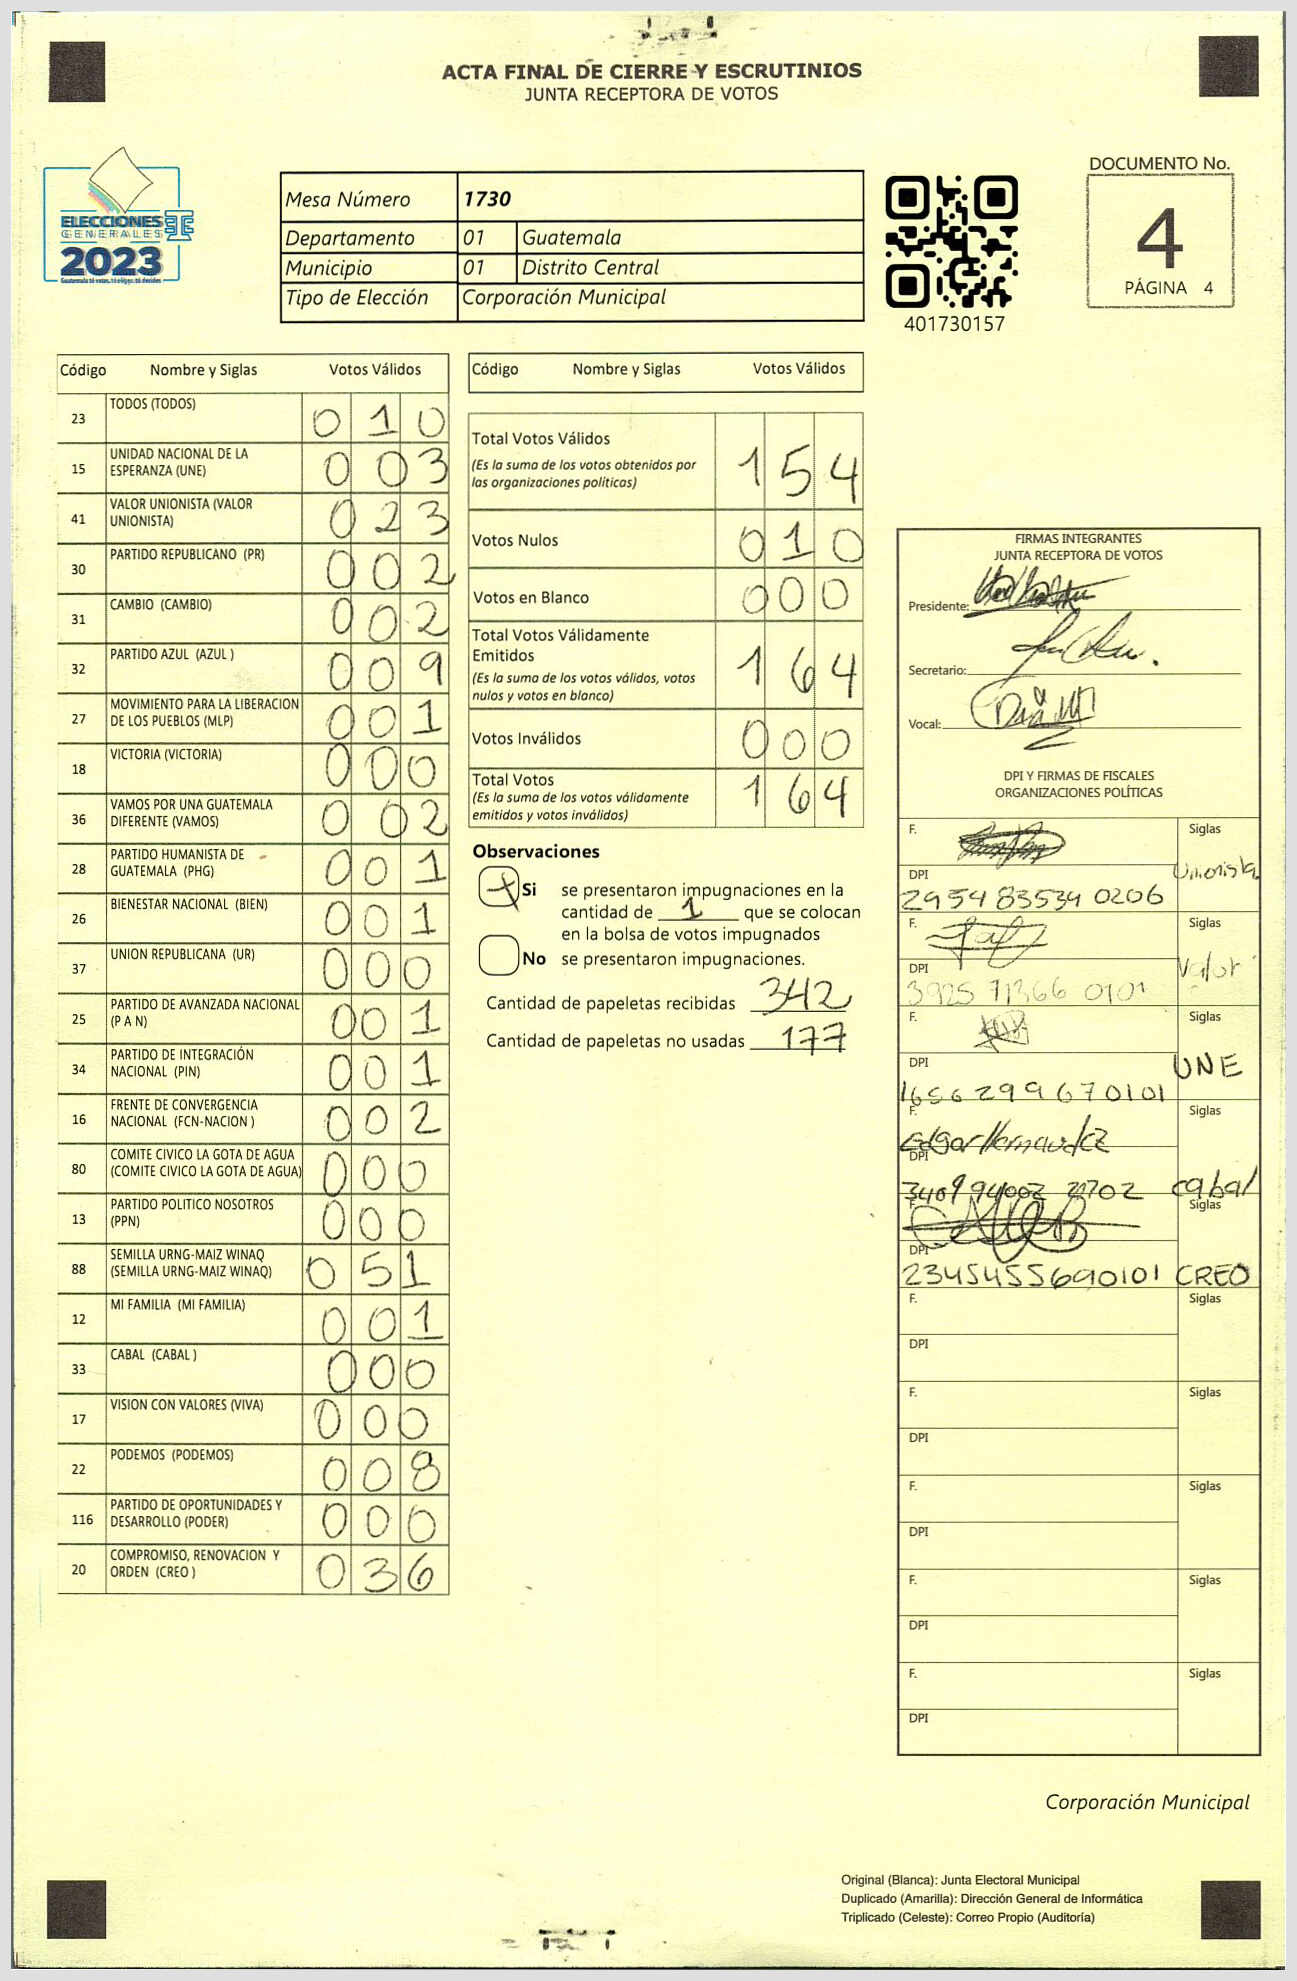 ACTA FINAL DE CIERRE Y ESCRUTINIOS
JUNTA RECEPTORA DE VOTOS
ELECCIONES
GENERALES
2023
Mesa Número 1730
Departamento 01 Guatemala
Municipio 01 Distrito Central
Tipo de Elección Corporación Municipal
401730157
DOCUMENTO No.
4
PÁGINA 4
Código Nombre y Siglas Votos Válidos
23 TODOS (TODOS) 0 1 0
15 UNIDAD NACIONAL DE LA
ESPERANZA (UNE) 0 0 3
41 VALOR UNIONISTA (VALOR
UNIONISTA) 0 2 3
30 PARTIDO REPUBLICANO (PR) 0 0 2
31 CAMBIO (CAMBIO) 0 0 2
32 PARTIDO AZUL (AZUL ) 0 0 9
27 MOVIMIENTO PARA LA LIBERACION
DE LOS PUEBLOS (MLP) 0 0 1
18 VICTORIA (VICTORIA) 0 0 0
36 VAMOS POR UNA GUATEMALA
DIFERENTE (VAMOS) 0 0 2
28 PARTIDO HUMANISTA DE
GUATEMALA (PHG) 0 0 1
26 BIENESTAR NACIONAL (BIEN) 0 0 1
37 UNION REPUBLICANA (UR) 0 0 0
25 PARTIDO DE AVANZADA NACIONAL
(P A N) 0 0 1
34 PARTIDO DE INTEGRACIÓN
NACIONAL (PIN) 0 0 1
16 FRENTE DE CONVERGENCIA
NACIONAL (FCN-NACION ) 0 0 2
80 COMITE CIVICO LA GOTA DE AGUA
(COMITE CIVICO LA GOTA DE AGUA) 0 0 0
13 PARTIDO POLITICO NOSOTROS
(PPN) 0 0 0
88 SEMILLA URNG-MAIZ WINAQ
(SEMILLA URNG-MAIZ WINAQ) 0 5 1
12 MI FAMILIA (MI FAMILIA) 0 0 1
33 CABAL (CABAL ) 0 0 0
17 VISION CON VALORES (VIVA) 0 0 0
22 PODEMOS (PODEMOS) 0 0 8
116 PARTIDO DE OPORTUNIDADES Y
DESARROLLO (PODER) 0 0 0
20 COMPROMISO, RENOVACION Y
ORDEN (CREO ) 0 3 6
Código Nombre y Siglas Votos Válidos
Total Votos Válidos
(Es la suma de los votos obtenidos por
las organizaciones políticas) 1 5 4
Votos Nulos 0 1 0
Votos en Blanco 0 0 0
Total Votos Válidamente
Emitidos
(Es la suma de los votos válidos, votos
nulos y votos en blanco) 1 6 4
Votos Inválidos 0 0 0
Total Votos
(Es la suma de los votos válidamente
emitidos y votos inválidos) 1 6 4
Observaciones
Si se presentaron impugnaciones en la
cantidad de 1 que se colocan
en la bolsa de votos impugnados
No se presentaron impugnaciones.
Cantidad de papeletas recibidas 342
Cantidad de papeletas no usadas 177
FIRMAS INTEGRANTES
JUNTA RECEPTORA DE VOTOS
Presidente:
Secretario:
Vocal:
DPI Y FIRMAS DE FISCALES
ORGANIZACIONES POLÍTICAS
F. Siglas
DPI Unionista
2954 83534 0206
F. Siglas
DPI Valor
3925 71366 0101
F. Siglas
DPI UNE
1656 29967 0101
F. Siglas
Edgar Hernandez
DPI
cabal
F. Siglas
DPI
2345455690101 CREO
F. Siglas
DPI
F. Siglas
DPI
F. Siglas
DPI
F. Siglas
DPI
F. Siglas
DPI
Corporación Municipal
Original (Blanca): Junta Electoral Municipal
Duplicado (Amarilla): Dirección General de Informática
Triplicado (Celeste): Correo Propio (Auditoría)